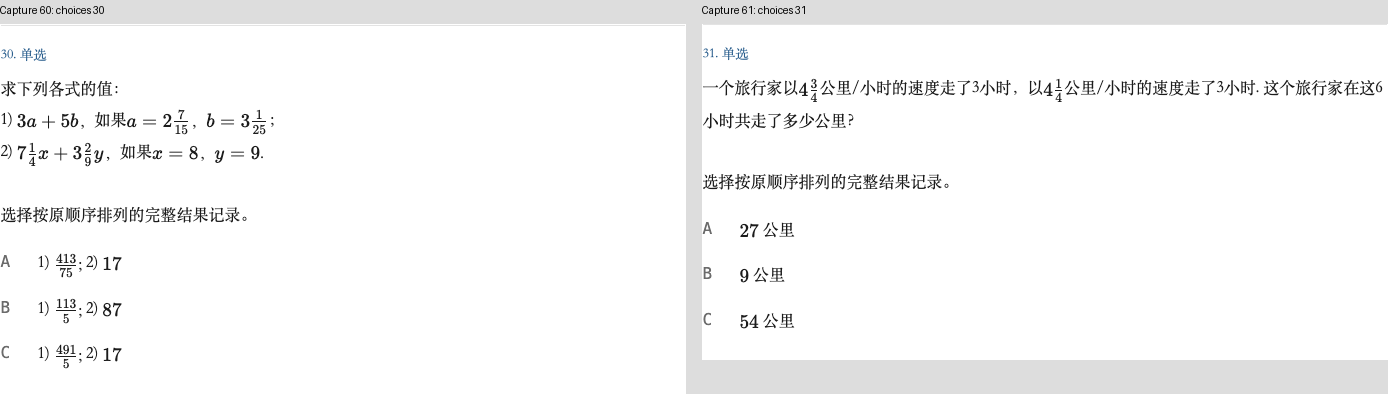 Capture 60: choices 30
30. 单选
求下列各式的值：
1) 3a + 5b，如果a = 2 7/15，b = 3 1/25；
2) 7 1/4 x + 3 2/9 y，如果x = 8，y = 9.
选择按原顺序排列的完整结果记录。
A 1) 413/75; 2) 17
B 1) 113/5; 2) 87
C 1) 491/5; 2) 17
Capture 61: choices 31
31. 单选
一个旅行家以4 3/4公里/小时的速度走了3小时，以4 1/4公里/小时的速度走了3小时. 这个旅行家在这6
小时共走了多少公里?
选择按原顺序排列的完整结果记录。
A 27 公里
B 9 公里
C 54 公里